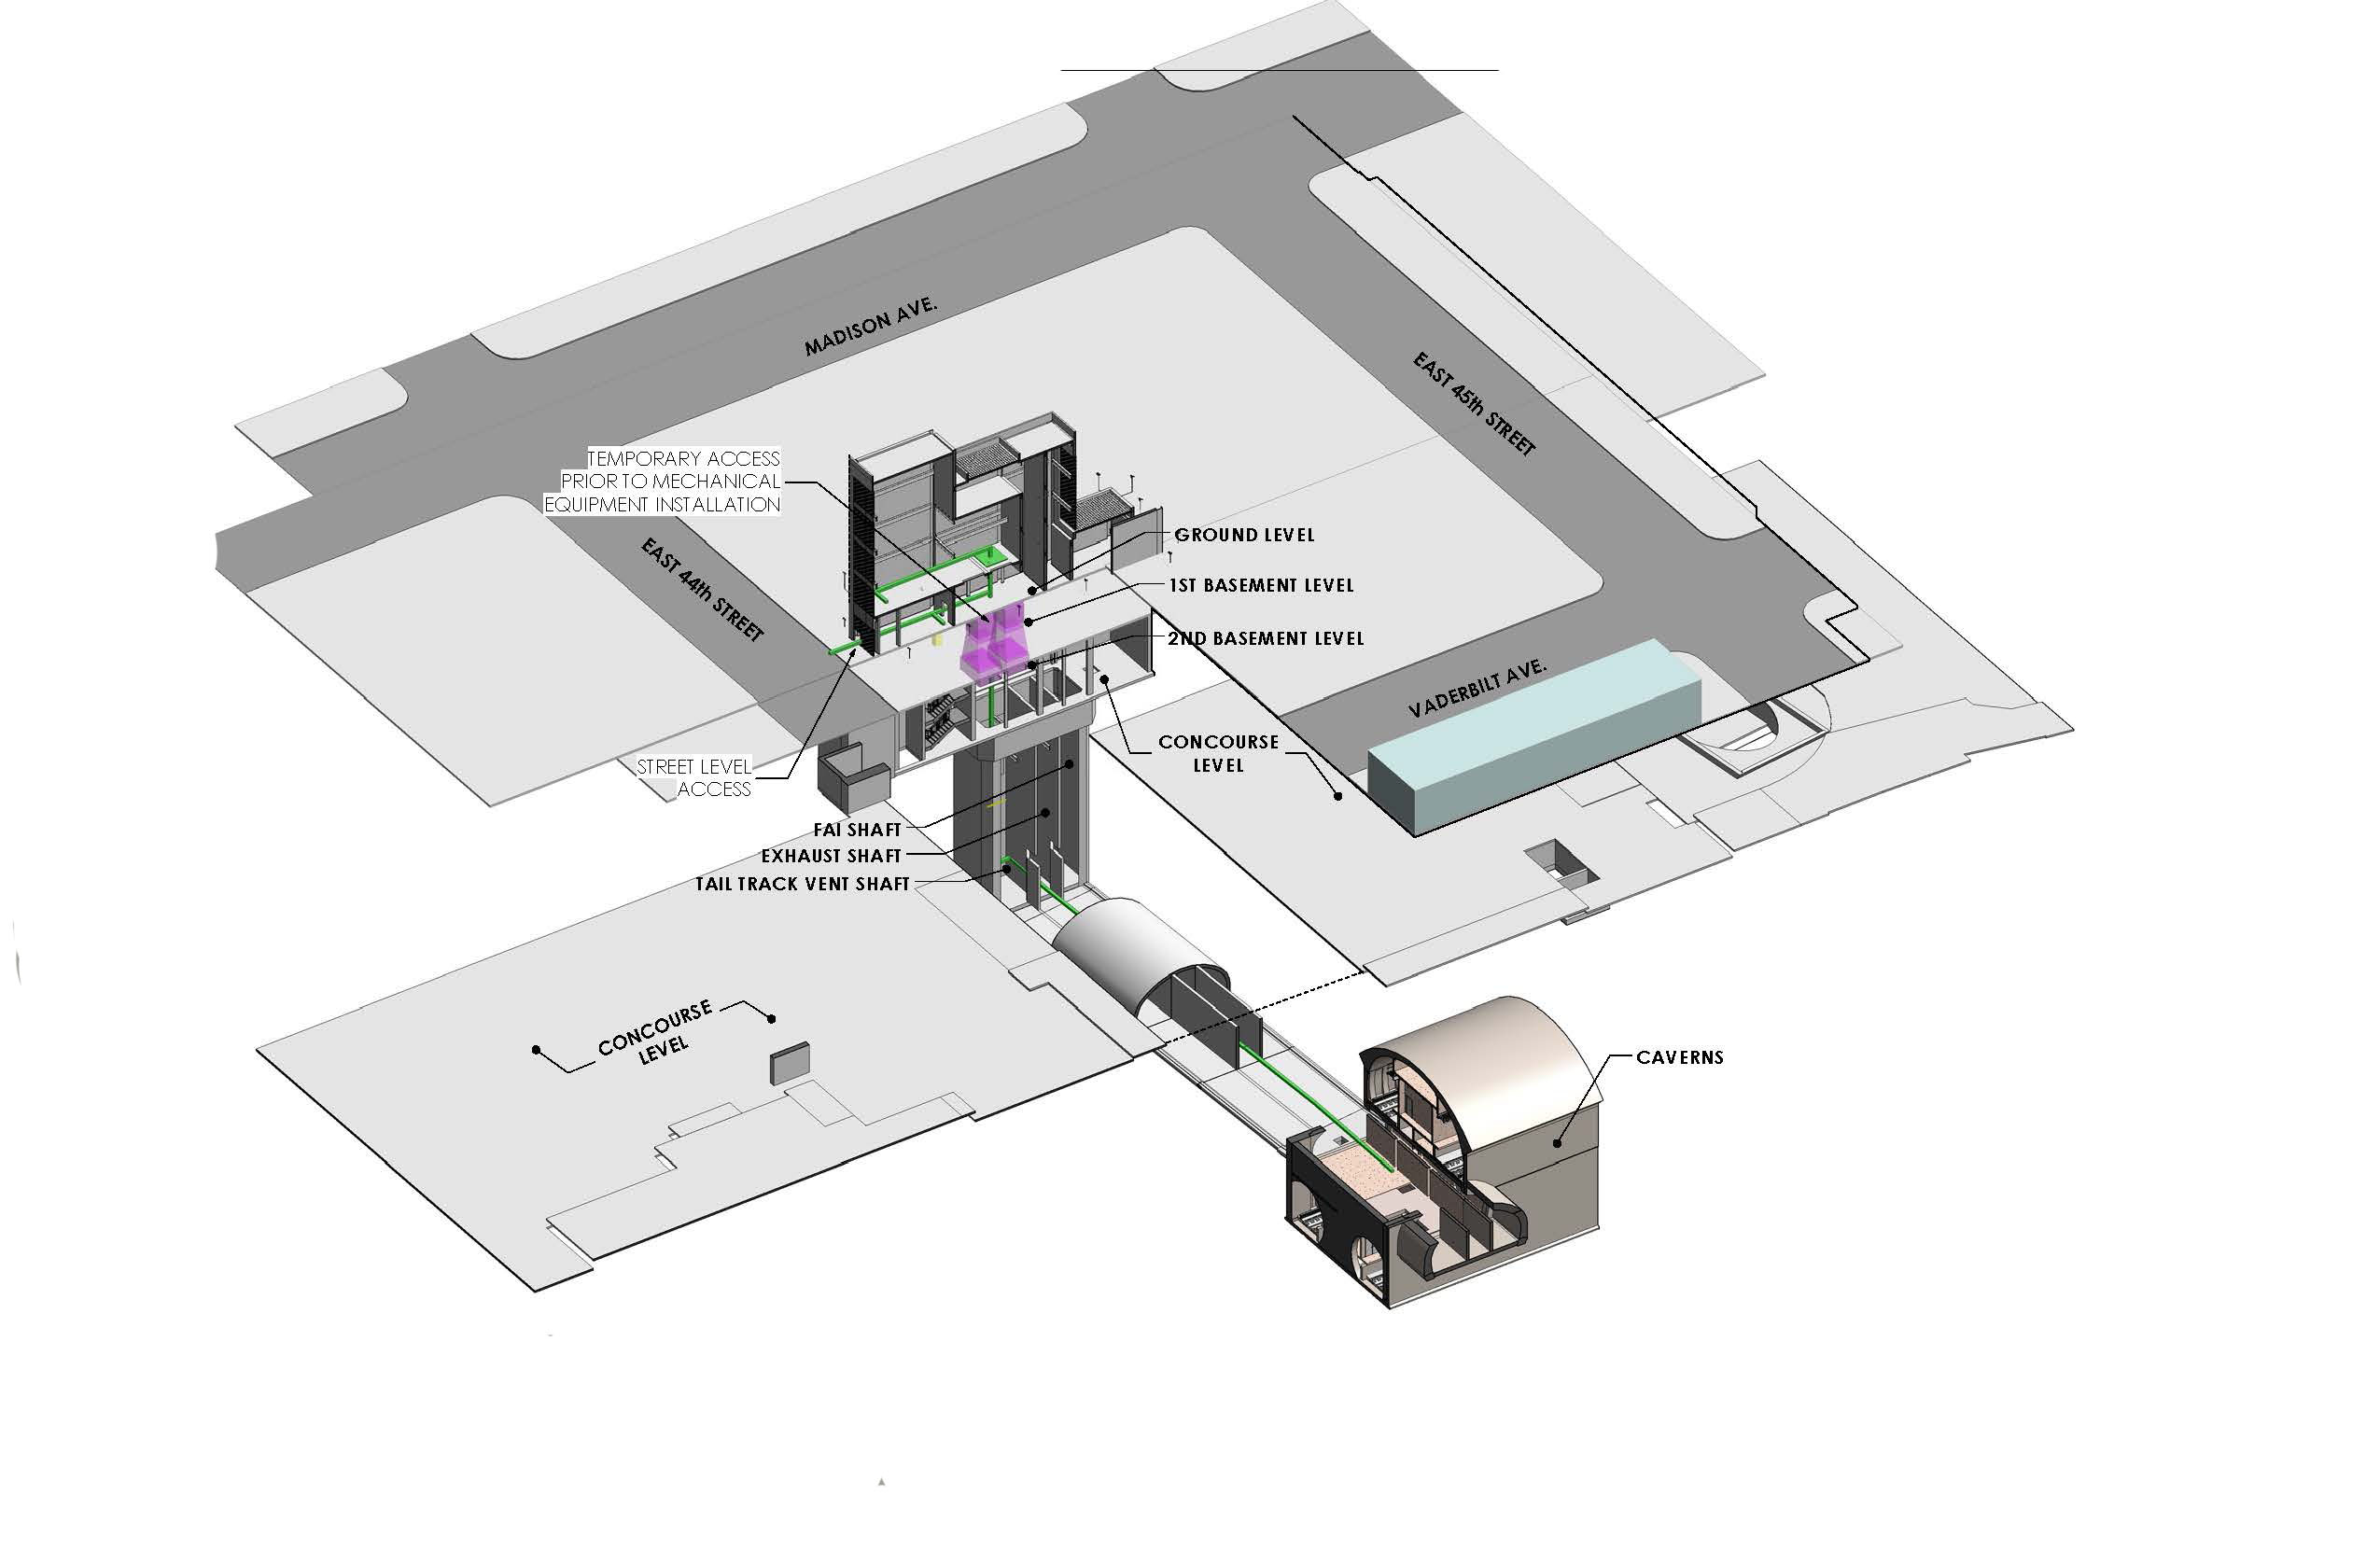 MADISON AVE.
EAST 45th STREET
TEMPORARY ACCESS
PRIOR TO MECHANICAL
EQUIPMENT INSTALLATION
EAST 44th STREET
GROUND LEVEL
1ST BASEMENT LEVEL
2ND BASEMENT LEVEL
VADERBILT AVE.
CONCOURSE
LEVEL
STREET LEVEL
ACCESS
FAI SHAFT
EXHAUST SHAFT
TAIL TRACK VENT SHAFT
CONCOURSE
LEVEL
CAVERNS